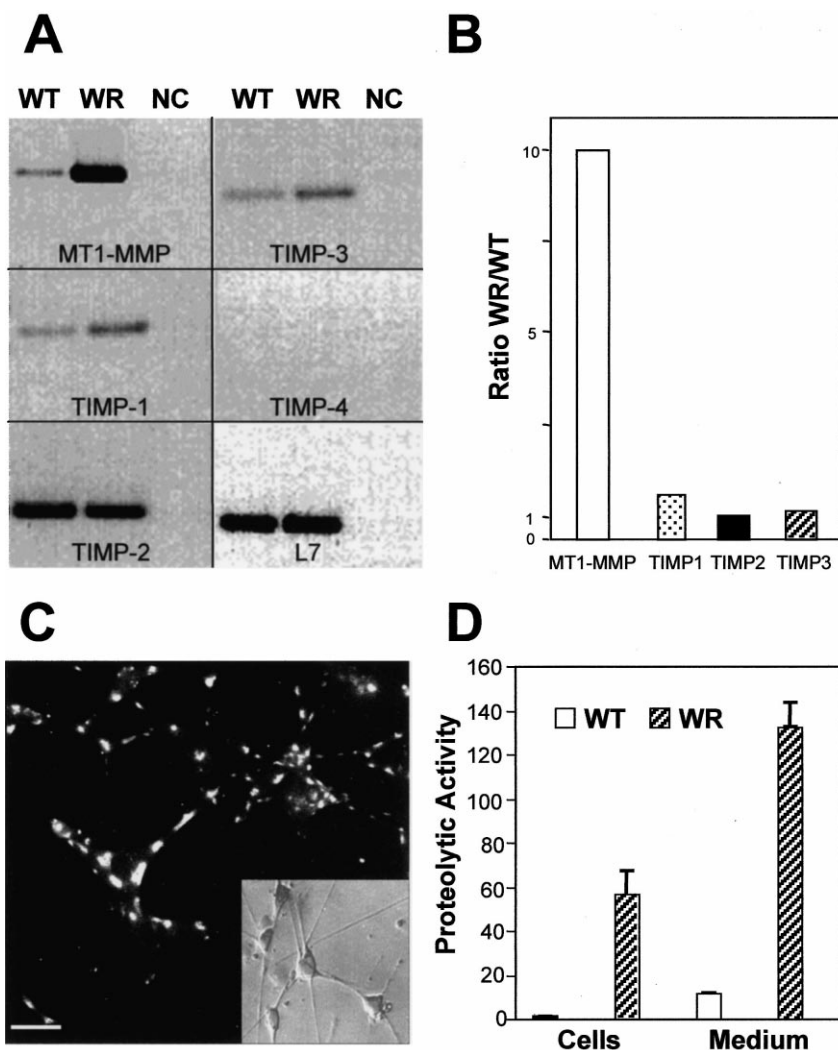 A
WT WR NC WT WR NC
MT1-MMP TIMP-3
TIMP-1 TIMP-4
TIMP-2 L7
B
Ratio WR/WT
10
5
1
0
MT1-MMP TIMP1 TIMP2 TIMP3
C
D
Proteolytic Activity
160
140
120
100
80
60
40
20
0
WT WR
Cells Medium